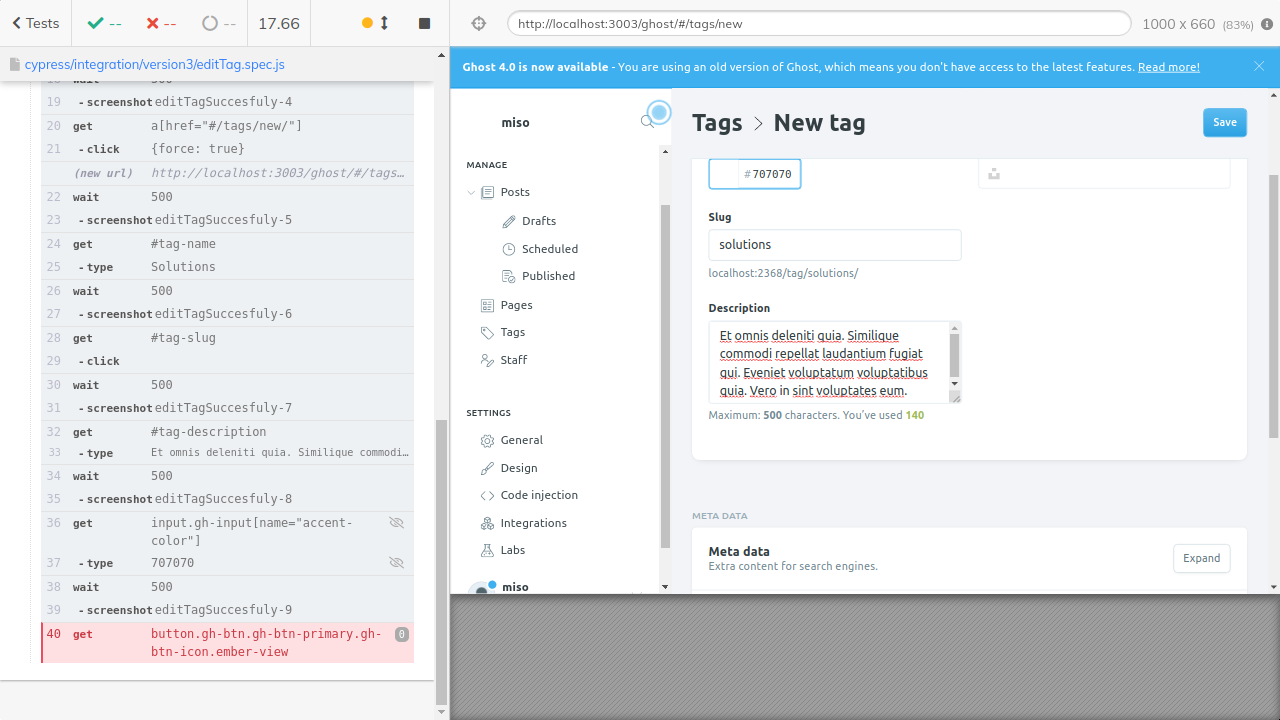 Tests
--
--
--
17.66
http://localhost:3003/ghost/#/tags/new
1000 x 660 (83%)
cypress/integration/version3/editTag.spec.js
19 -screenshot editTagSuccesfuly-4
20 get a[href="#/tags/new/"]
21 -click {force: true}
(new url) http://localhost:3003/ghost/#/tags…
22 wait 500
23 -screenshot editTagSuccesfuly-5
24 get #tag-name
25 -type Solutions
26 wait 500
27 -screenshot editTagSuccesfuly-6
28 get #tag-slug
29 -click
30 wait 500
31 -screenshot editTagSuccesfuly-7
32 get #tag-description
33 -type Et omnis deleniti quia. Similique commodi…
34 wait 500
35 -screenshot editTagSuccesfuly-8
36 get input.gh-input[name="accent-
color"]
37 -type 707070
38 wait 500
39 -screenshot editTagSuccesfuly-9
40 get button.gh-btn.gh-btn-primary.gh-
btn-icon.ember-view 0
Ghost 4.0 is now available - You are using an old version of Ghost, which means you don't have access to the latest features. Read more!
miso
MANAGE
Posts
Drafts
Scheduled
Published
Pages
Tags
Staff
SETTINGS
General
Design
Code injection
Integrations
Labs
miso
Tags > New tag
Save
#707070
Slug
solutions
localhost:2368/tag/solutions/
Description
Et omnis deleniti quia. Similique
commodi repellat laudantium fugiat
qui. Eveniet voluptatum voluptatibus
quia. Vero in sint voluptates eum.
Maximum: 500 characters. You've used 140
META DATA
Meta data
Extra content for search engines.
Expand